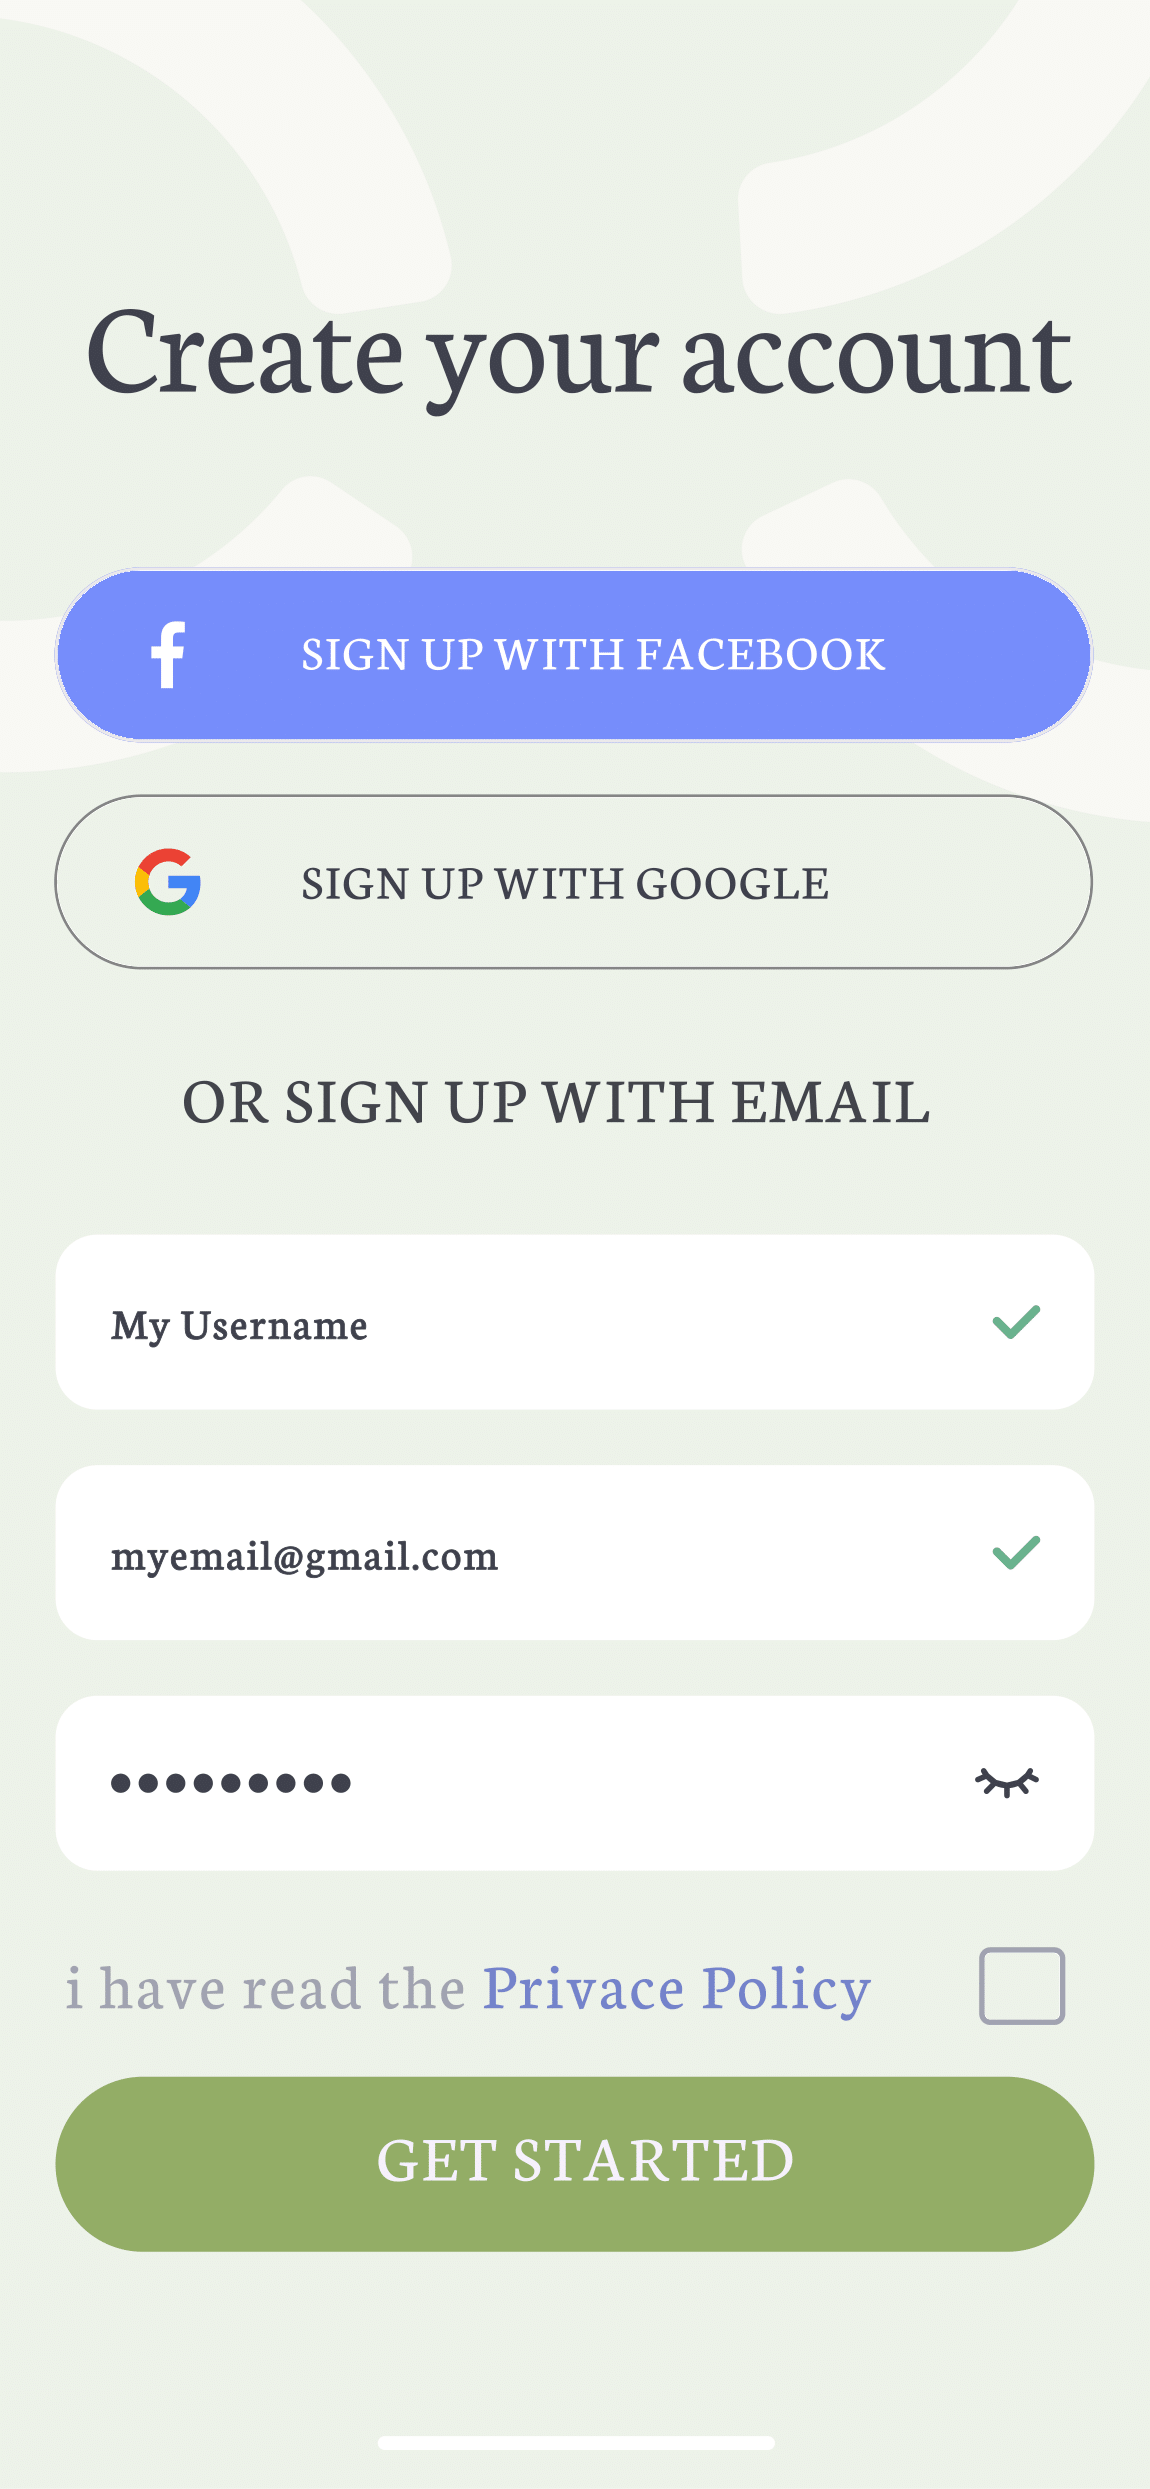 Create your account
SIGN UP WITH FACEBOOK
SIGN UP WITH GOOGLE
OR SIGN UP WITH EMAIL
My Username
myemail@gmail.com
•••••••••
i have read the Privace Policy
GET STARTED